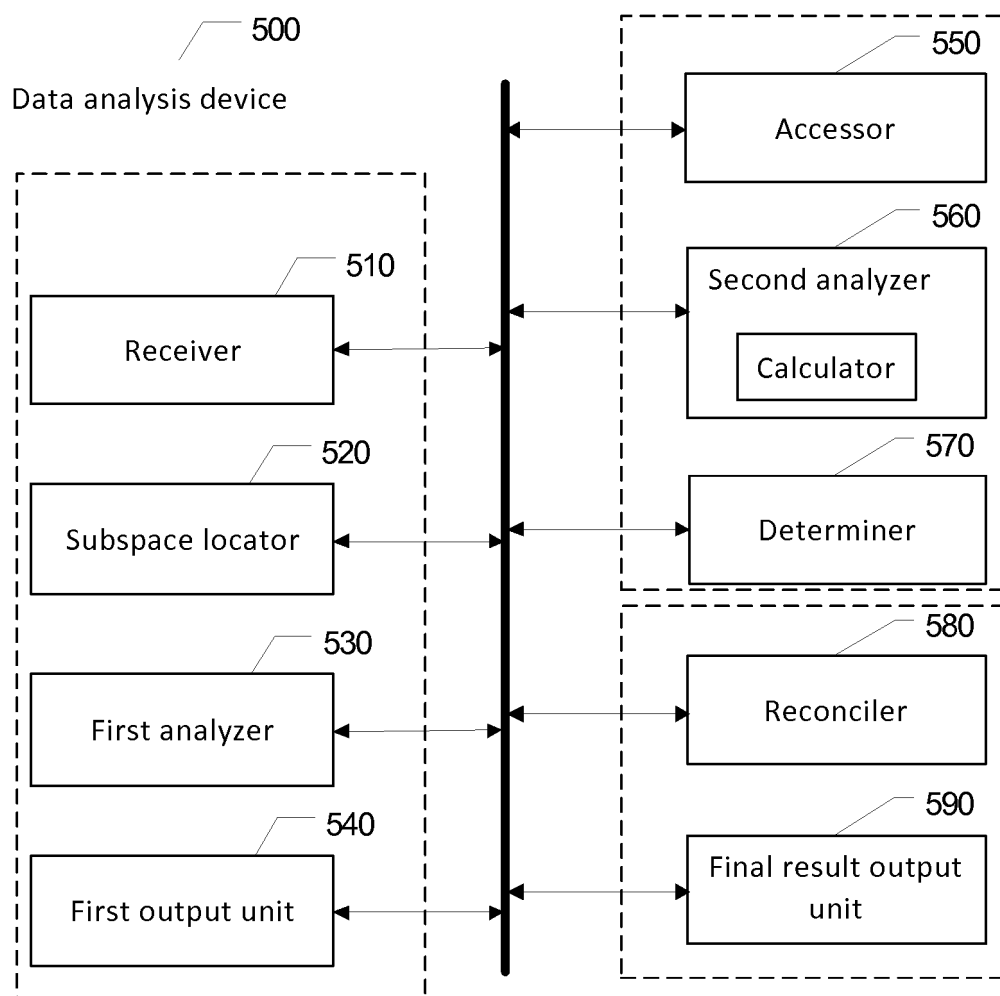 500
Data analysis device
510
Receiver
520
Subspace locator
530
First analyzer
540
First output unit
550
Accessor
560
Second analyzer
Calculator
570
Determiner
580
Reconciler
590
Final result output
unit